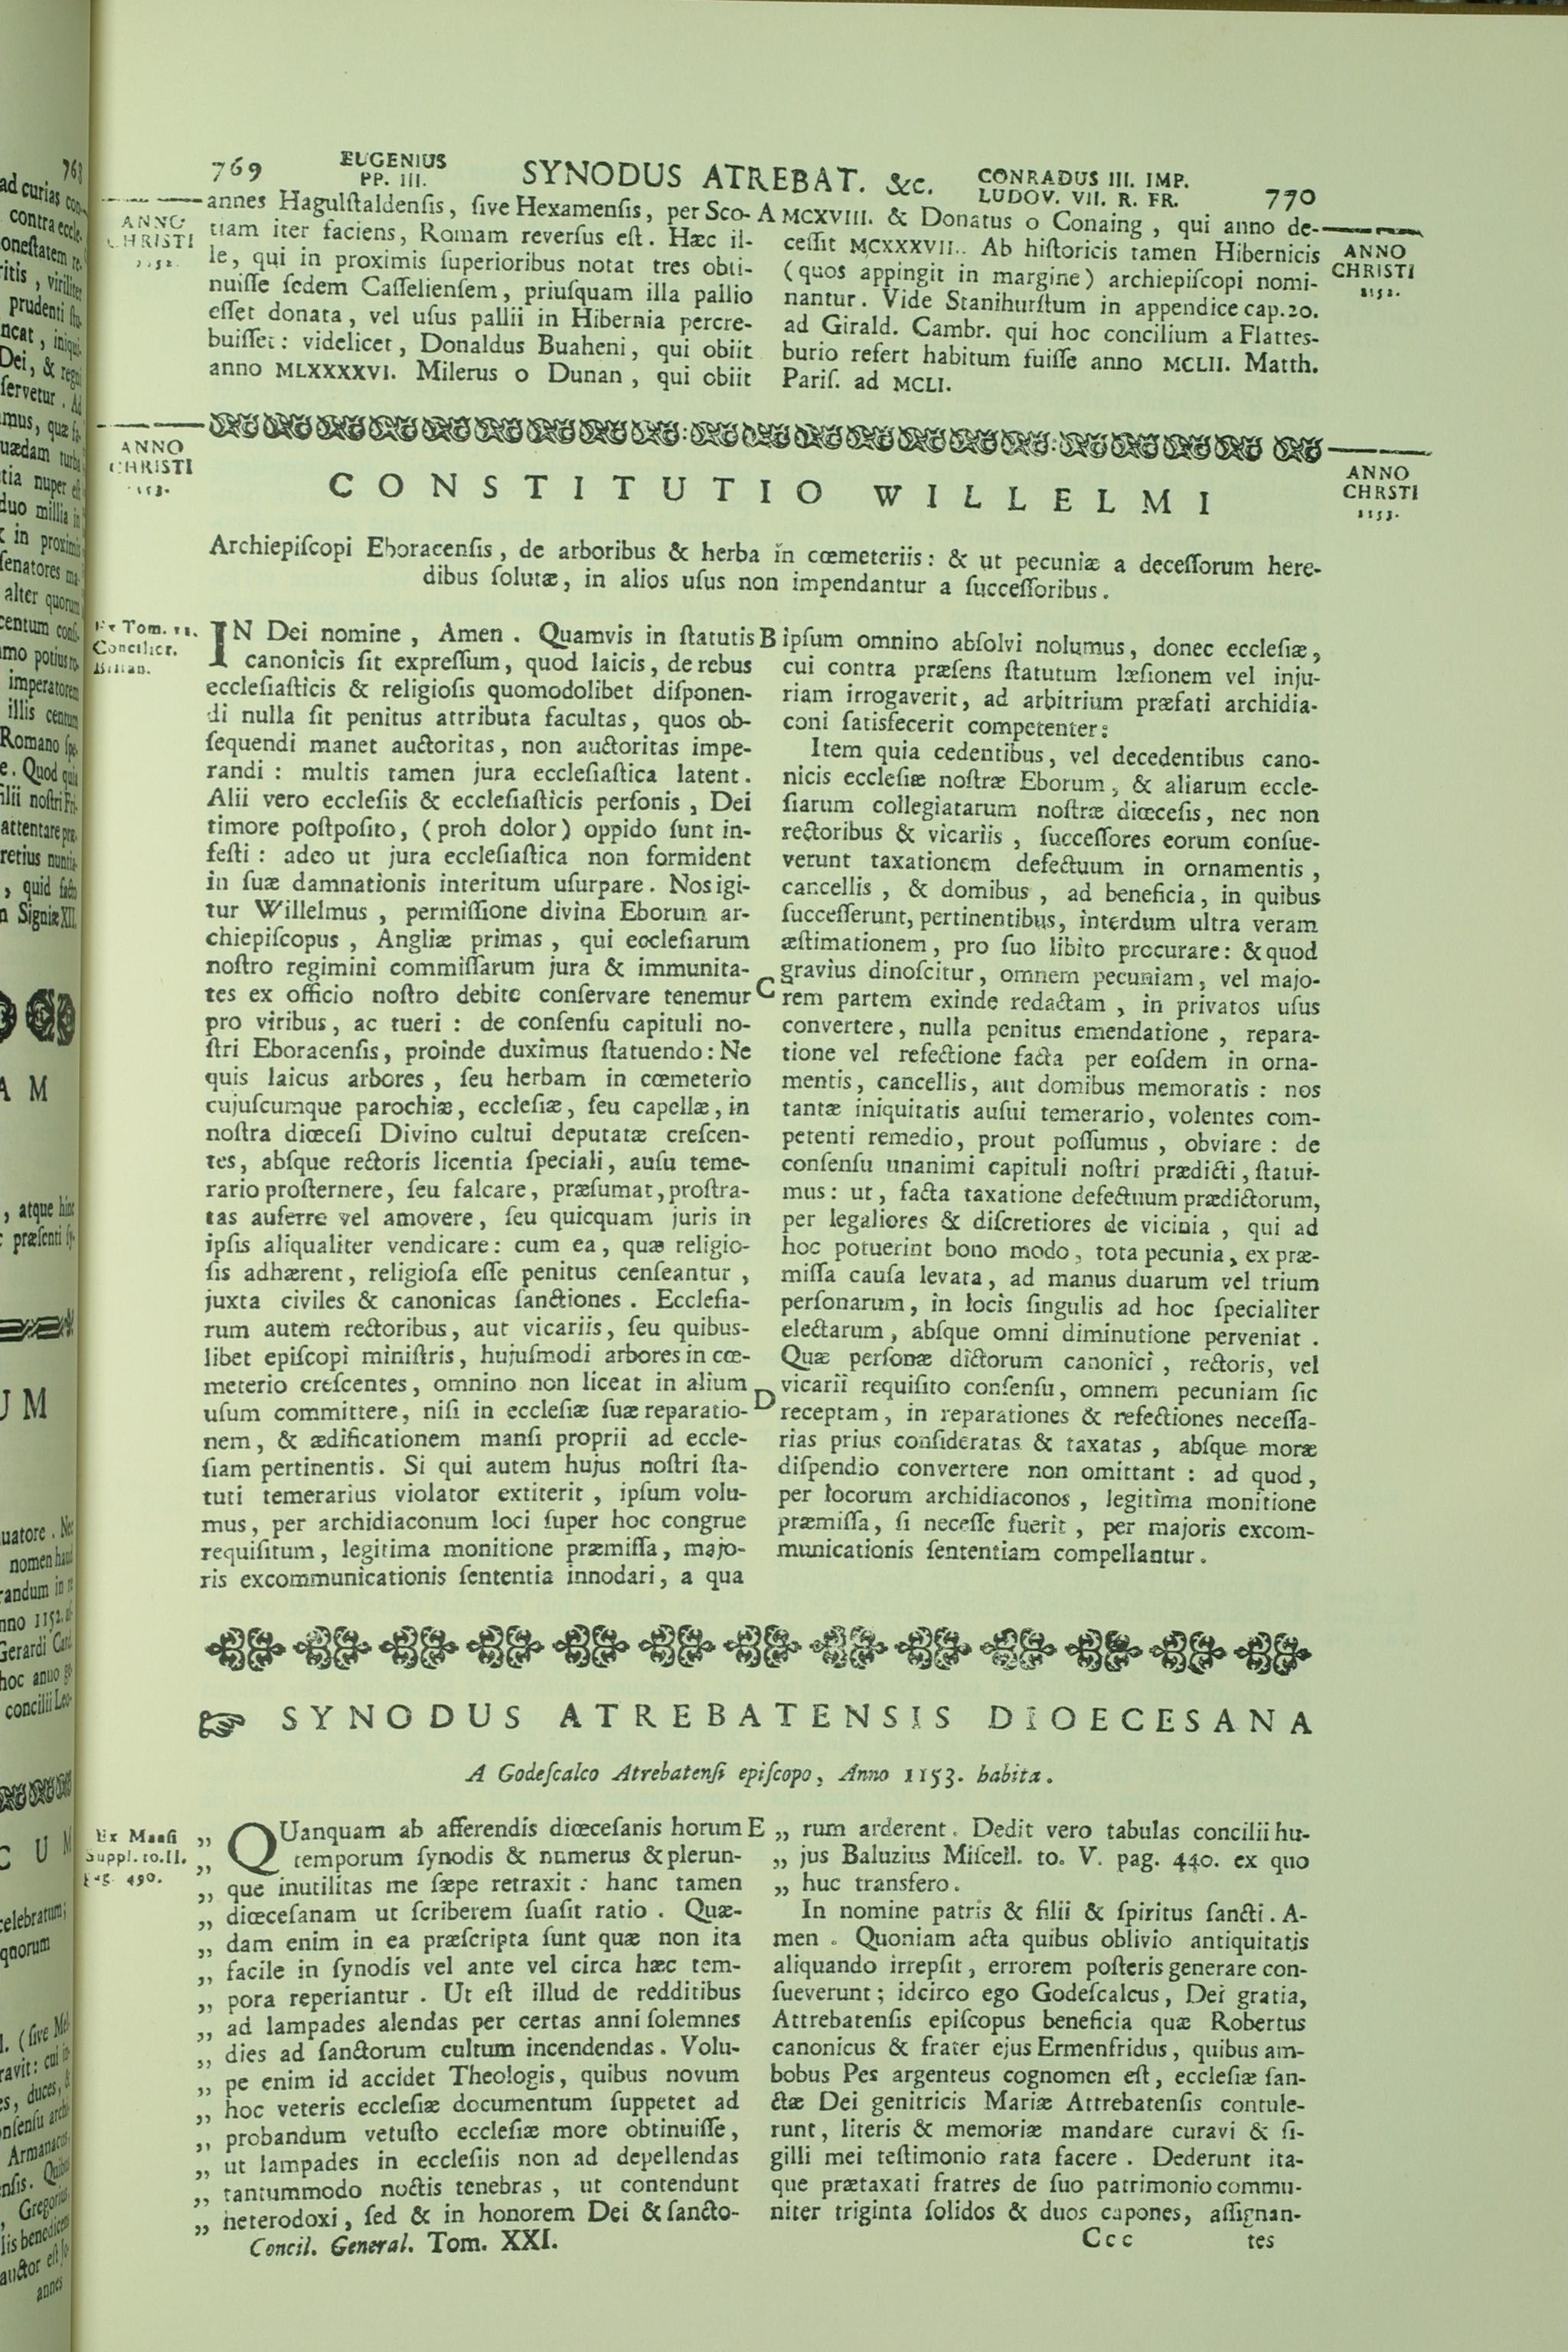 769
EUGENIUS
PP. III.
SYNODUS ATREBAT. &c.
CONRADUS III. IMP.
LUDOV. VII. R. FR.
770
ANNO
CHRISTI
1152.
annes Hagulſtaldenſis, ſive Hexamenſis, per Sco-
tiam iter faciens, Romam reverſus eſt. Hæc il-
le, qui in proximis ſuperioribus notat tres obti-
nuiſſe ſedem Caſſelienſem, priuſquam illa pallio
eſſet donata, vel uſus pallii in Hibernia percre-
buiſſet: videlicet, Donaldus Buaheni, qui obiit
anno MLXXXXVI. Milerus o Dunan, qui obiit
A
MCXVIII. & Donatus o Conaing, qui anno de-
ceſſit MCXXXVII. Ab hiſtoricis tamen Hibernicis
(quos appingit in margine) archiepiſcopi nomi-
nantur. Vide Stanihurſtum in appendice cap. 20.
ad Girald. Cambr. qui hoc concilium a Flattes-
burio refert habitum fuiſſe anno MCLII. Matth.
Pariſ. ad MCLI.
ANNO
CHRISTI
1152.
ANNO
CHRISTI
1153.
ANNO
CHRSTI
1153.
CONSTITUTIO WILLELMI
Archiepiſcopi Eboracenſis, de arboribus & herba in cœmeteriis: & ut pecuniæ a deceſſorum here-
dibus ſolutæ, in alios uſus non impendantur a ſucceſſoribus.
Ex Tom. 11.
Concilior.
Britan.
IN Dei nomine, Amen. Quamvis in ſtatutis
canonicis ſit expreſſum, quod laicis, de rebus
eccleſiaſticis & religioſis quomodolibet diſponen-
di nulla ſit penitus attributa facultas, quos ob-
ſequendi manet auctoritas, non auctoritas impe-
randi: multis tamen jura eccleſiaſtica latent.
Alii vero eccleſiis & eccleſiaſticis perſonis, Dei
timore poſtpoſito, (proh dolor) oppido ſunt in-
feſti: adeo ut jura eccleſiaſtica non formident
in ſuæ damnationis interitum uſurpare. Nos igi-
tur Willelmus, permiſſione divina Eborum ar-
chiepiſcopus, Angliæ primas, qui eccleſiarum
noſtro regimini commiſſarum jura & immunita-
tes ex officio noſtro debite conſervare tenemur
pro viribus, ac tueri: de conſenſu capituli no-
ſtri Eboracenſis, proinde duximus ſtatuendo: Ne
quis laicus arbores, ſeu herbam in cœmeterio
cujuſcumque parochiæ, eccleſiæ, ſeu capellæ, in
noſtra diœceſi Divino cultui deputatæ creſcen-
tes, abſque rectoris licentia ſpeciali, auſu teme-
rario proſternere, ſeu falcare, præſumat, proſtra-
tas auferre vel amovere, ſeu quicquam juris in
ipſis aliqualiter vendicare: cum ea, quæ religio-
ſis adhærent, religioſa eſſe penitus cenſeantur,
juxta civiles & canonicas ſanctiones. Eccleſia-
rum autem rectoribus, aut vicariis, ſeu quibus-
libet epiſcopi miniſtris, hujuſmodi arbores in cœ-
meterio creſcentes, omnino non liceat in alium
uſum committere, niſi in eccleſiæ ſuæ reparatio-
nem, & ædificationem manſi proprii ad eccle-
ſiam pertinentis. Si qui autem hujus noſtri ſta-
tuti temerarius violator extiterit, ipſum volu-
mus, per archidiaconum loci ſuper hoc congrue
requiſitum, legitima monitione præmiſſa, majo-
ris excommunicationis ſententia innodari, a qua
B
ipſum omnino abſolvi nolumus, donec eccleſiæ,
cui contra præſens ſtatutum læſionem vel inju-
riam irrogaverit, ad arbitrium præfati archidia-
coni ſatisfecerit competenter:
Item quia cedentibus, vel decedentibus cano-
nicis eccleſiæ noſtræ Eborum, & aliarum eccle-
ſiarum collegiatarum noſtræ diœceſis, nec non
rectoribus & vicariis, ſucceſſores eorum conſue-
verunt taxationem defectuum in ornamentis,
cancellis, & domibus, ad beneficia, in quibus
ſucceſſerunt, pertinentibus, interdum ultra veram
æſtimationem, pro ſuo libito procurare: & quod
gravius dinoſcitur, omnem pecuniam, vel majo-
C
rem partem exinde redactam, in privatos uſus
convertere, nulla penitus emendatione, repara-
tione vel refectione facta per eoſdem in orna-
mentis, cancellis, aut domibus memoratis: nos
tantæ iniquitatis auſui temerario, volentes com-
petenti remedio, prout poſſumus, obviare: de
conſenſu unanimi capituli noſtri prædicti, ſtatui-
mus: ut, facta taxatione defectuum prædictorum,
per legaliores & diſcretiores de vicinia, qui ad
hoc potuerint bono modo, tota pecunia, ex præ-
miſſa cauſa levata, ad manus duarum vel trium
perſonarum, in locis ſingulis ad hoc ſpecialiter
electarum, abſque omni diminutione perveniat.
Quæ perſonæ dictorum canonici, rectoris, vel
D
vicarii requiſito conſenſu, omnem pecuniam ſic
receptam, in reparationes & refectiones neceſſa-
rias prius conſideratas & taxatas, abſque moræ
diſpendio convertere non omittant: ad quod,
per locorum archidiaconos, legitima monitione
præmiſſa, ſi neceſſe fuerit, per majoris excom-
municationis ſententiam compellantur.
☞ SYNODUS ATREBATENSIS DIOECESANA
A Godeſcalco Atrebatenſi epiſcopo, Anno 1153. habita.
Ex Manſi
Suppl. to. II.
pag. 490.
„ QUanquam ab afferendis diœceſanis horum
„ temporum ſynodis & numerus & plerun-
„ que inutilitas me ſæpe retraxit: hanc tamen
„ diœceſanam ut ſcriberem ſuaſit ratio. Quæ-
„ dam enim in ea præſcripta ſunt quæ non ita
„ facile in ſynodis vel ante vel circa hæc tem-
„ pora reperiantur. Ut eſt illud de redditibus
„ ad lampades alendas per certas anni ſolemnes
„ dies ad ſanctorum cultum incendendas. Volu-
„ pe enim id accidet Theologis, quibus novum
„ hoc veteris eccleſiæ documentum ſuppetet ad
„ probandum vetuſto eccleſiæ more obtinuiſſe,
„ ut lampades in eccleſiis non ad depellendas
„ tantummodo noctis tenebras, ut contendunt
„ heterodoxi, ſed & in honorem Dei & ſancto-
E
„ rum arderent. Dedit vero tabulas concilii hu-
„ jus Baluzius Miſcell. to. V. pag. 440. ex quo
„ huc transfero.
In nomine patris & filii & ſpiritus ſancti. A-
men. Quoniam acta quibus oblivio antiquitatis
aliquando irrepſit, errorem poſteris generare con-
ſueverunt; idcirco ego Godeſcalcus, Dei gratia,
Attrebatenſis epiſcopus beneficia quæ Robertus
canonicus & frater ejus Ermenfridus, quibus am-
bobus Pes argenteus cognomen eſt, eccleſiæ ſan-
ctæ Dei genitricis Mariæ Attrebatenſis contule-
runt, literis & memoriæ mandare curavi & ſi-
gilli mei teſtimonio rata facere. Dederunt ita-
que prætaxati fratres de ſuo patrimonio commu-
niter triginta ſolidos & duos capones, aſſignan-
Concil. General. Tom. XXI.
Ccc
tes